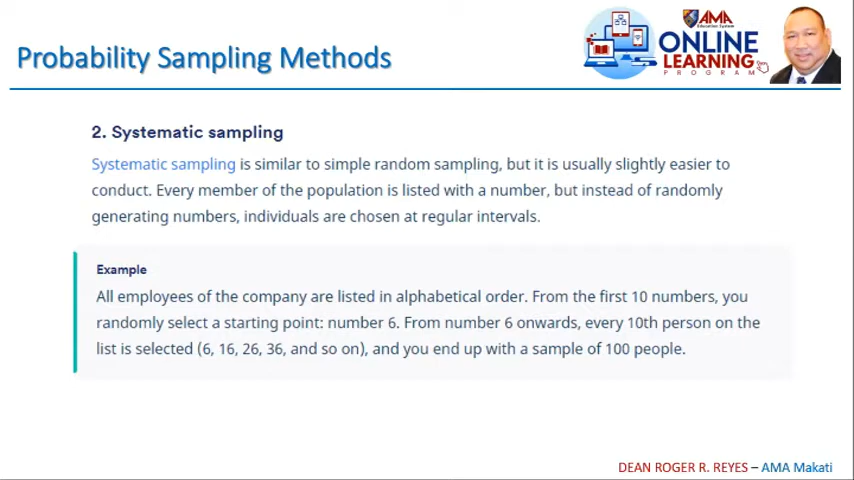 Probability Sampling Methods
AMA
Education System
ONLINE
LEARNING
PROGRAM
2. Systematic sampling
Systematic sampling is similar to simple random sampling, but it is usually slightly easier to
conduct. Every member of the population is listed with a number, but instead of randomly
generating numbers, individuals are chosen at regular intervals.
Example
All employees of the company are listed in alphabetical order. From the first 10 numbers, you
randomly select a starting point: number 6. From number 6 onwards, every 10th person on the
list is selected (6, 16, 26, 36, and so on), and you end up with a sample of 100 people.
DEAN ROGER R. REYES – AMA Makati